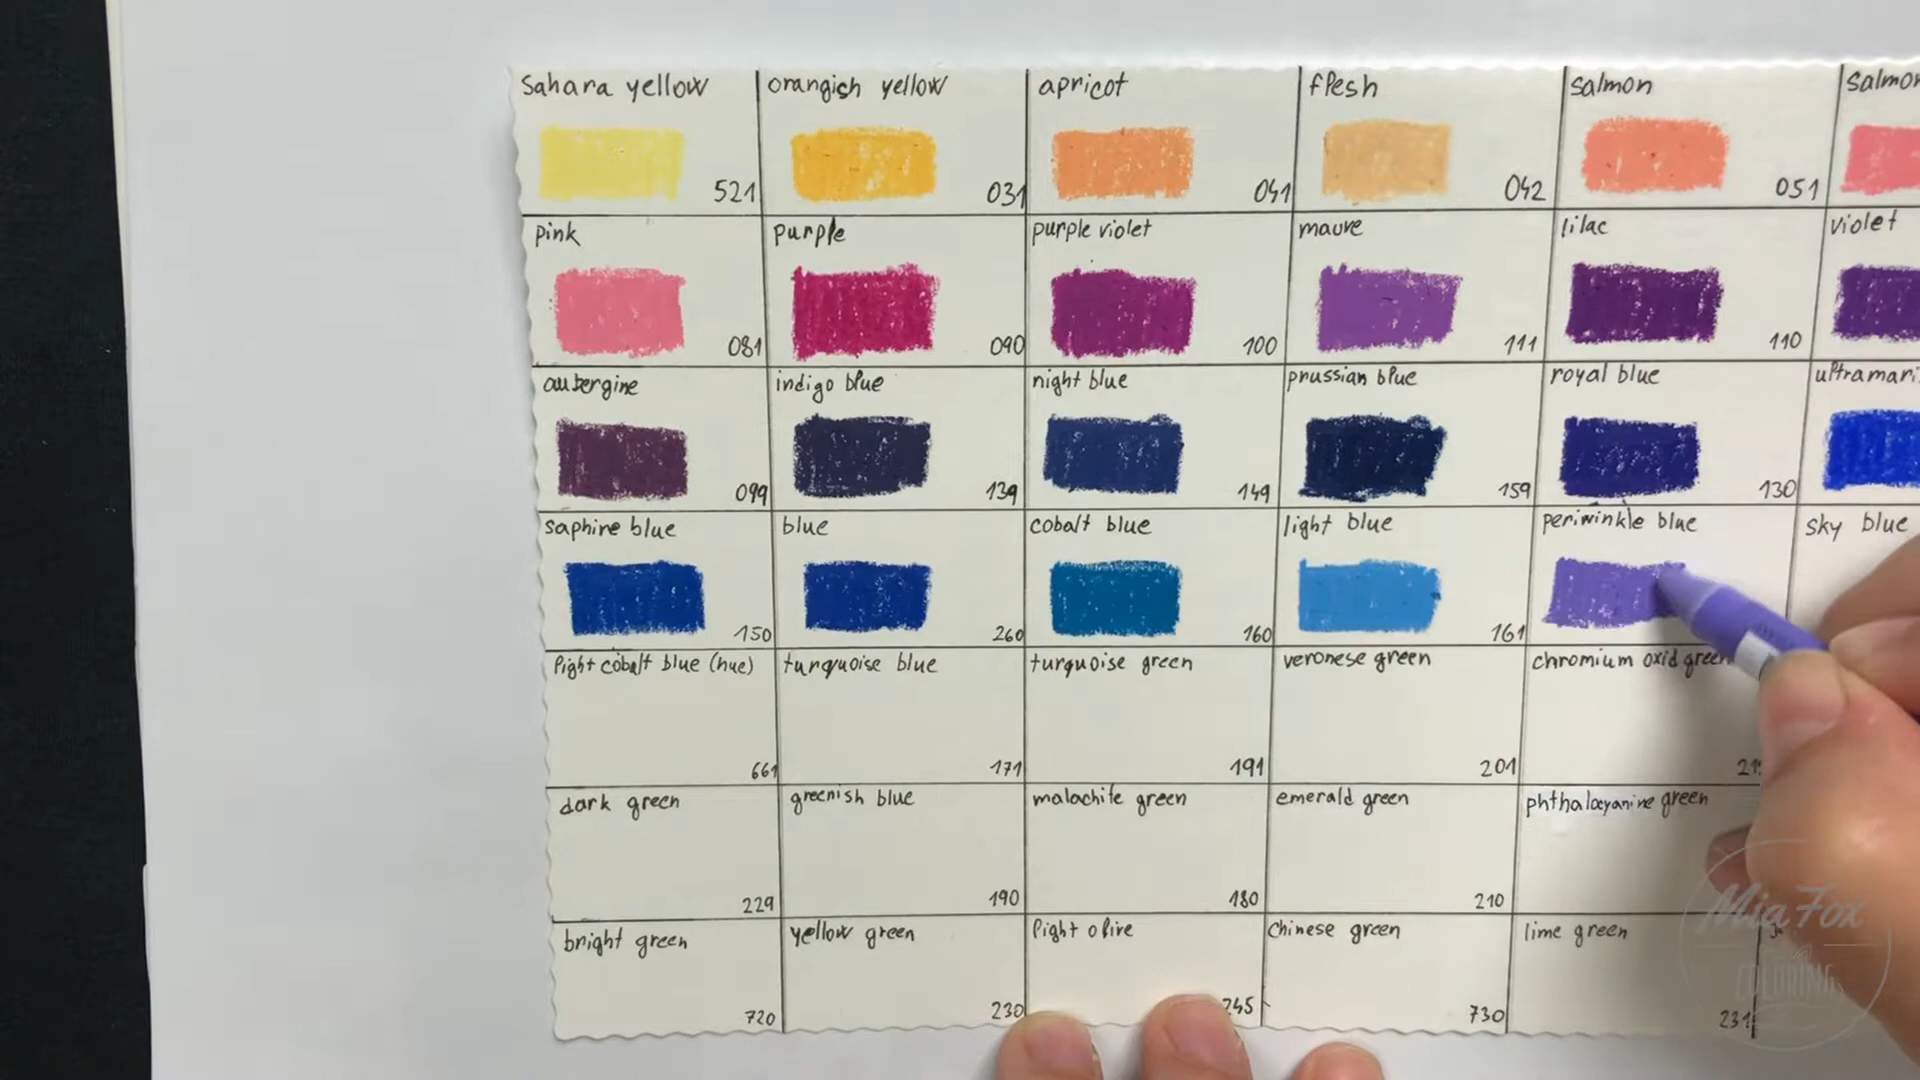 sahara yellow orangish yellow apricot flesh salmon salmon
521 031 041 042 051
pink purple purple violet mauve lilac violet
081 090 100 111 110
aubergine indigo blue night blue prussian blue royal blue ultramari
099 139 149 159 130
saphire blue blue cobalt blue light blue periwinkle blue sky blue
150 260 160 161
light cobalt blue (hue) turquoise blue turquoise green veronese green chromium oxid green
661 171 191 201
dark green greenish blue malachite green emerald green phthalocyanine green
229 190 180 210
bright green yellow green light olive chinese green lime green
720 230 245 730 231
Mia Fox
COLORING